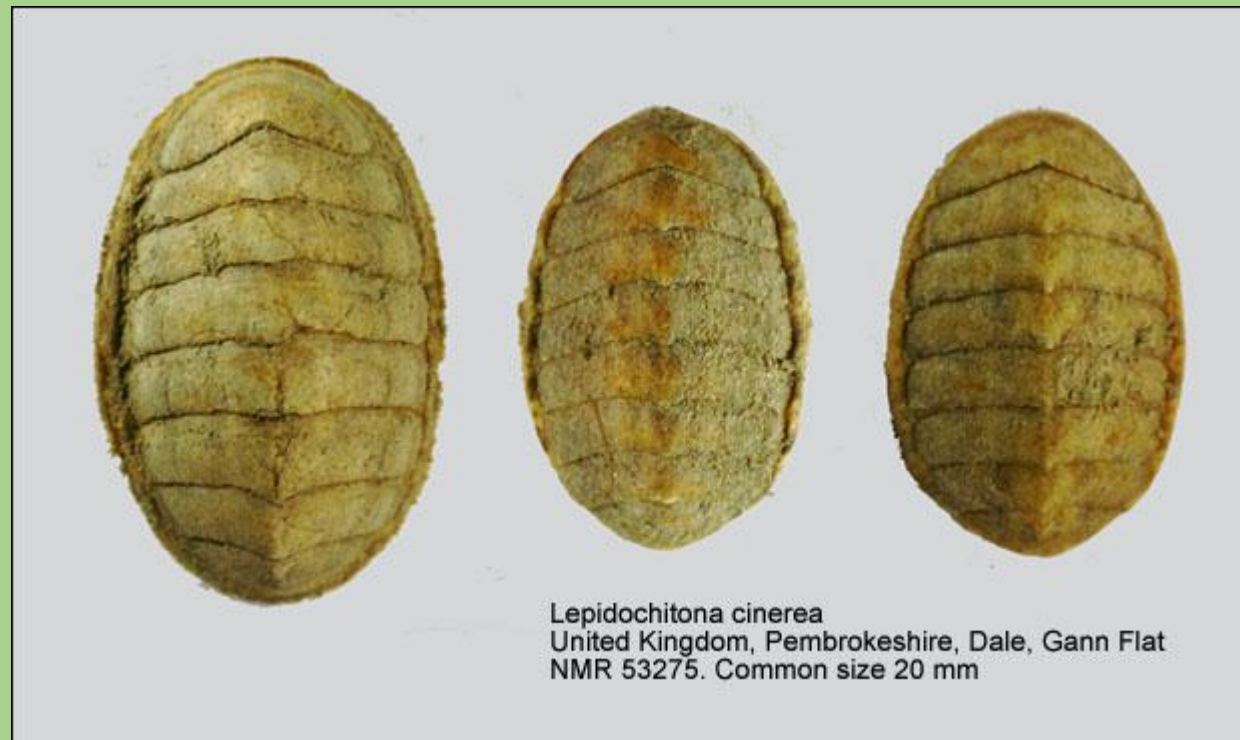 Lepidochitona cinerea
United Kingdom, Pembrokeshire, Dale, Gann Flat
NMR 53275. Common size 20 mm